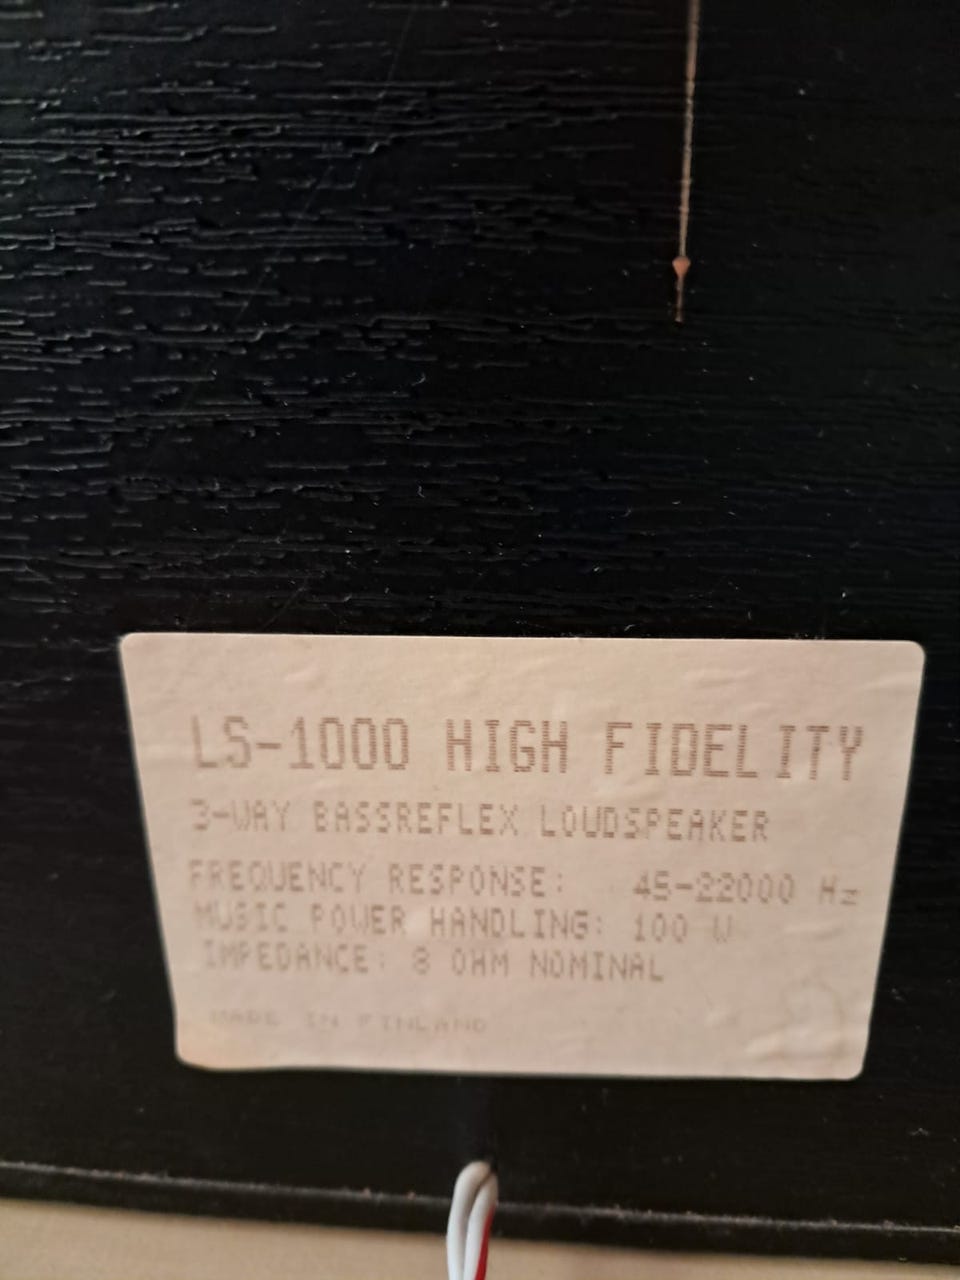 LS-1000 HIGH FIDELITY
3-WAY BASSREFLEX LOUDSPEAKER
FREQUENCY RESPONSE: 45-22000 Hz
MUSIC POWER HANDLING: 100 W
IMPEDANCE: 8 OHM NOMINAL
MADE IN FINLAND